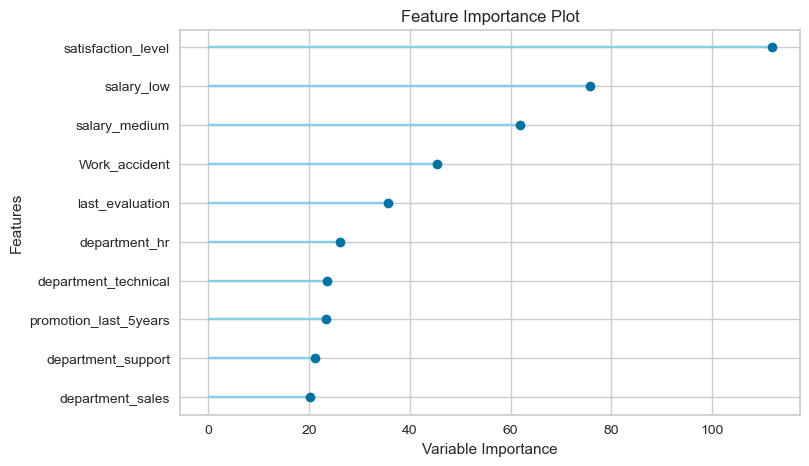 Feature Importance Plot
satisfaction_level
salary_low
salary_medium
Work_accident
last_evaluation
department_hr
department_technical
promotion_last_5years
department_support
department_sales
Features
0 20 40 60 80 100
Variable Importance